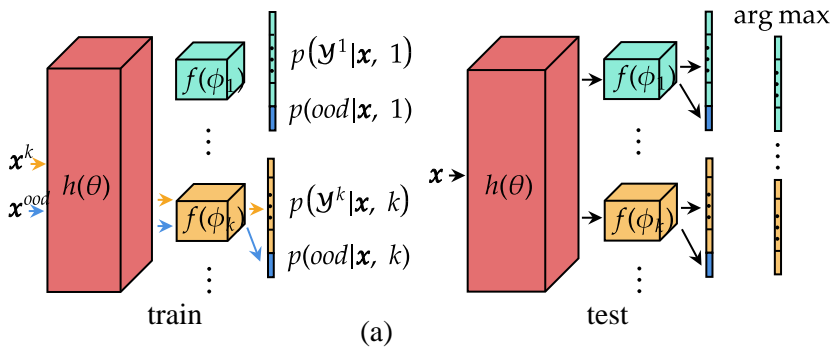 arg max
f(ϕ₁)
p(𝒴¹|x, 1)
p(ood|x, 1)
f(ϕ₁)
⋮
⋮
⋮
xᵏ
xᵒᵒᵈ
h(θ)
f(ϕₖ)
p(𝒴ᵏ|x, k)
p(ood|x, k)
x
h(θ)
f(ϕₖ)
⋮
⋮
train
test
(a)